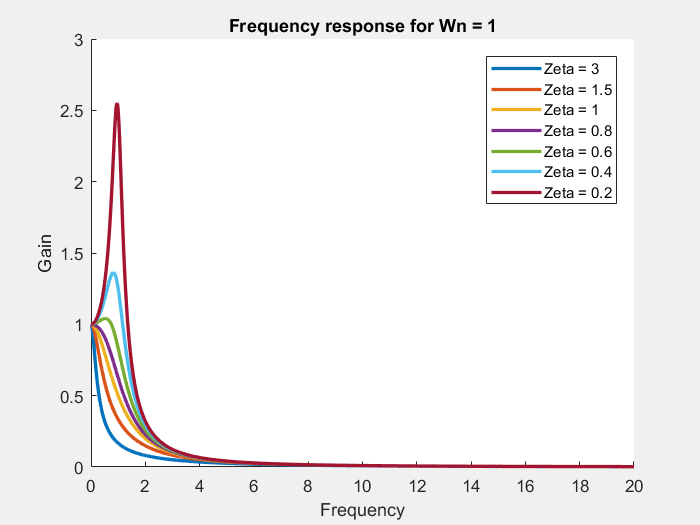 Frequency response for Wn = 1
3
2.5
2
1.5
1
0.5
0
Gain
Zeta = 3
Zeta = 1.5
Zeta = 1
Zeta = 0.8
Zeta = 0.6
Zeta = 0.4
Zeta = 0.2
0 2 4 6 8 10 12 14 16 18 20
Frequency